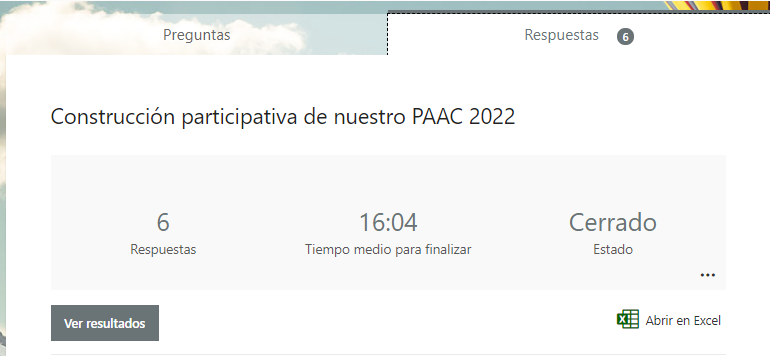 Preguntas
Respuestas 6
Construcción participativa de nuestro PAAC 2022
6 16:04 Cerrado
Respuestas Tiempo medio para finalizar Estado
...
Ver resultados Abrir en Excel